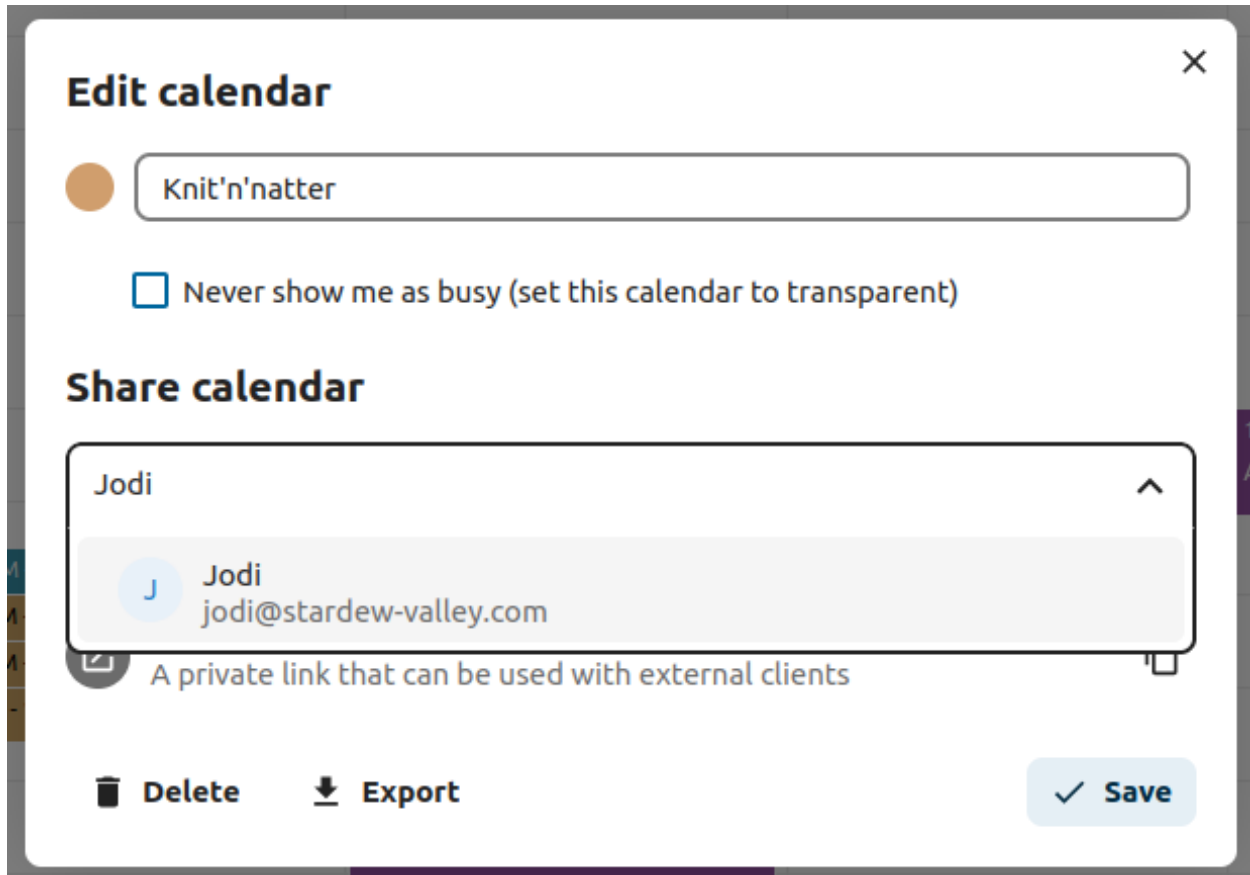 Edit calendar
Knit'n'natter
Never show me as busy (set this calendar to transparent)
Share calendar
Jodi
J
Jodi
jodi@stardew-valley.com
A private link that can be used with external clients
Delete
Export
Save